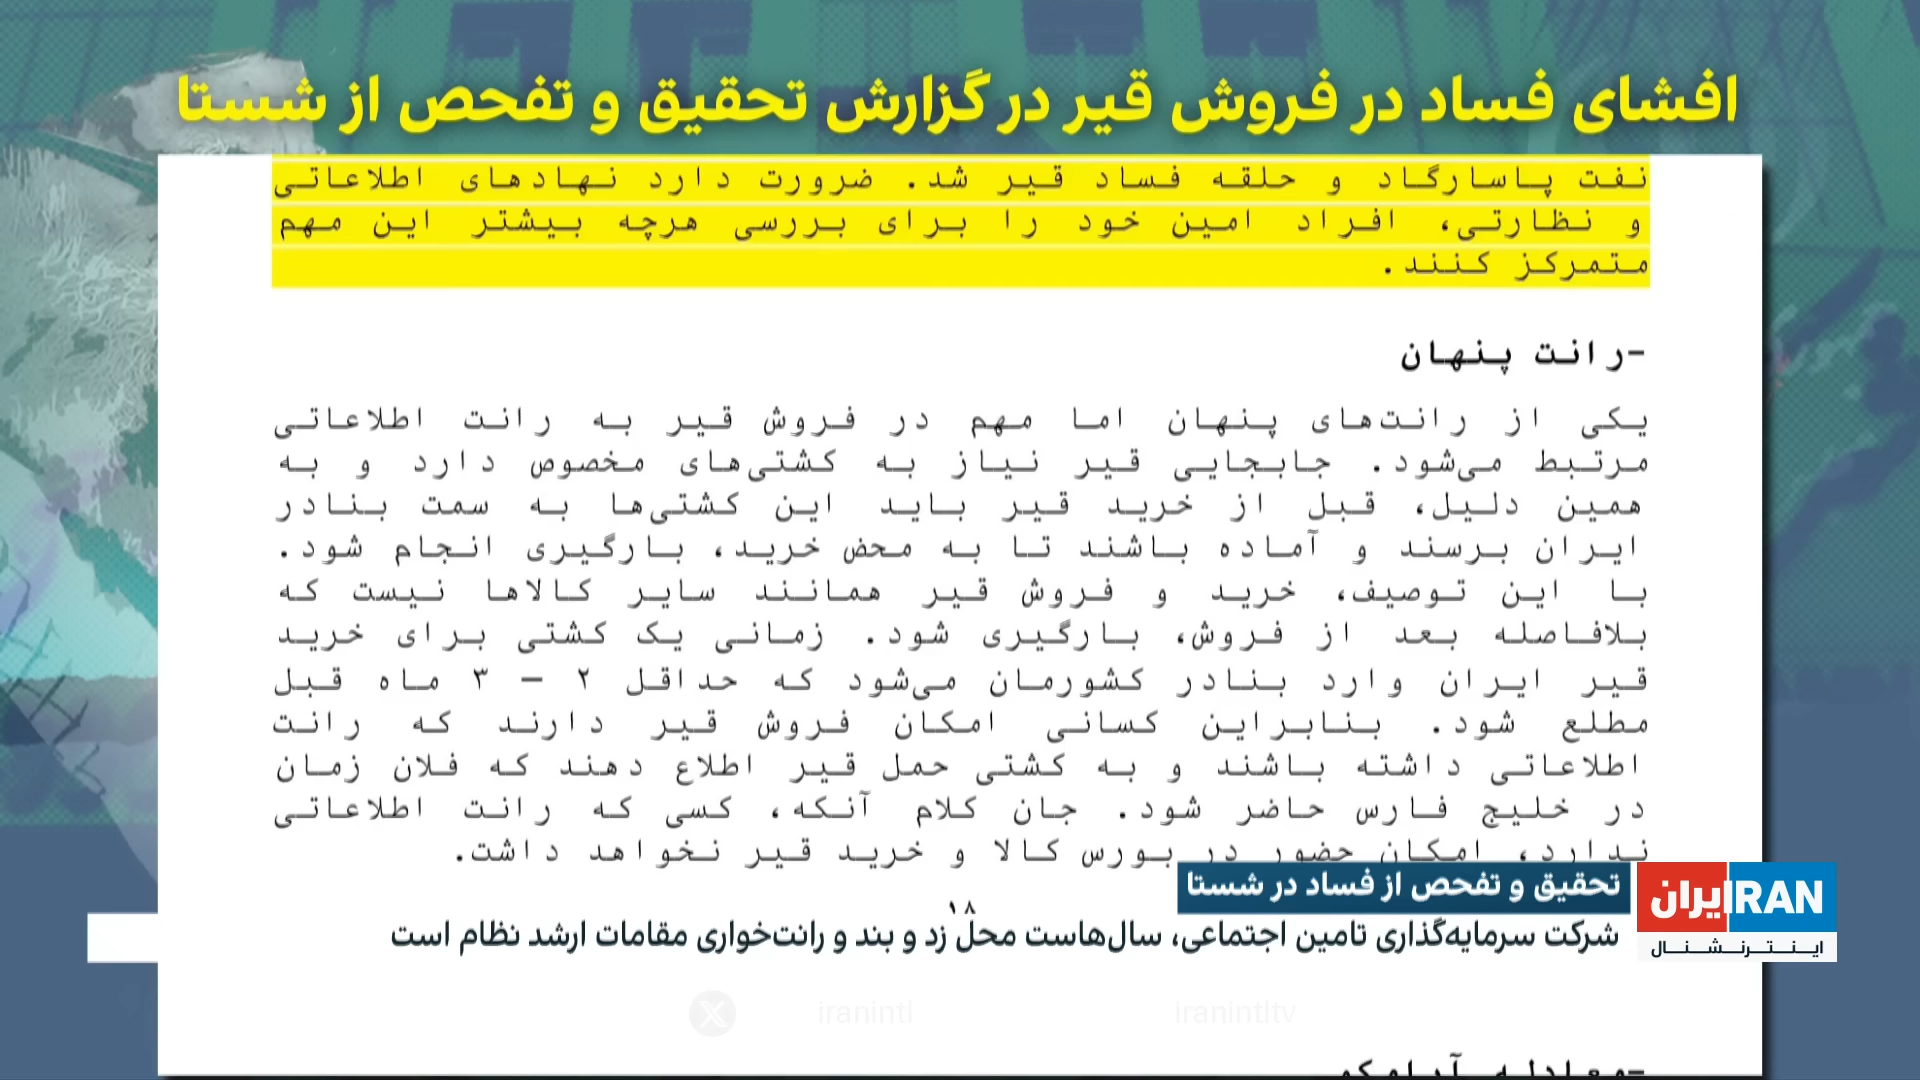 افشای فساد در فروش قیر در گزارش تحقیق و تفحص از شستا
نفت پاسارگاد و حلقه فساد قیر شد. ضرورت دارد نهادهای اطلاعاتی
و نظارتی، افراد امین خود را برای بررسی هرچه بیشتر این مهم
متمرکز کنند.
-رانت پنهان
یکی از رانت‌های پنهان اما مهم در فروش قیر به رانت اطلاعاتی
مرتبط می‌شود. جابجایی قیر نیاز به کشتی‌های مخصوص دارد و به
همین دلیل، قبل از خرید قیر باید این کشتی‌ها به سمت بنادر
ایران برسند و آماده باشند تا به محض خرید، بارگیری انجام شود.
با این توصیف، خرید و فروش قیر همانند سایر کالاها نیست که
بلافاصله بعد از فروش، بارگیری شود. زمانی یک کشتی برای خرید
قیر ایران وارد بنادر کشورمان می‌شود که حداقل ۲ – ۳ ماه قبل
مطلع شود. بنابراین کسانی امکان فروش قیر دارند که رانت
اطلاعاتی داشته باشند و به کشتی حمل قیر اطلاع دهند که فلان زمان
در خلیج فارس حاضر شود. جان کلام آنکه، کسی که رانت اطلاعاتی
ندارد، امکان حضور در بورس کالا و خرید قیر نخواهد داشت.
تحقیق و تفحص از فساد در شستا
۱۸
شرکت سرمایه‌گذاری تامین اجتماعی، سال‌هاست محل زد و بند و رانت‌خواری مقامات ارشد نظام است
ایران IRAN
اینترنشنال
iranintl
iranintltv